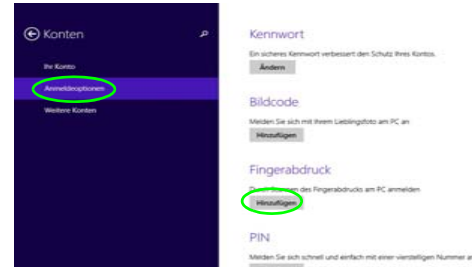 Konten
Ihr Konto
Anmeldeoptionen
Weitere Konten
Kennwort
Ein sicheres Kennwort verbessert den Schutz Ihres Kontos.
Ändern
Bildcode
Melden Sie sich mit Ihrem Lieblingsfoto am PC an
Hinzufügen
Fingerabdruck
Durch Scannen des Fingerabdrucks am PC anmelden
Hinzufügen
PIN
Melden Sie sich schnell und einfach mit einer vierstelligen Nummer a